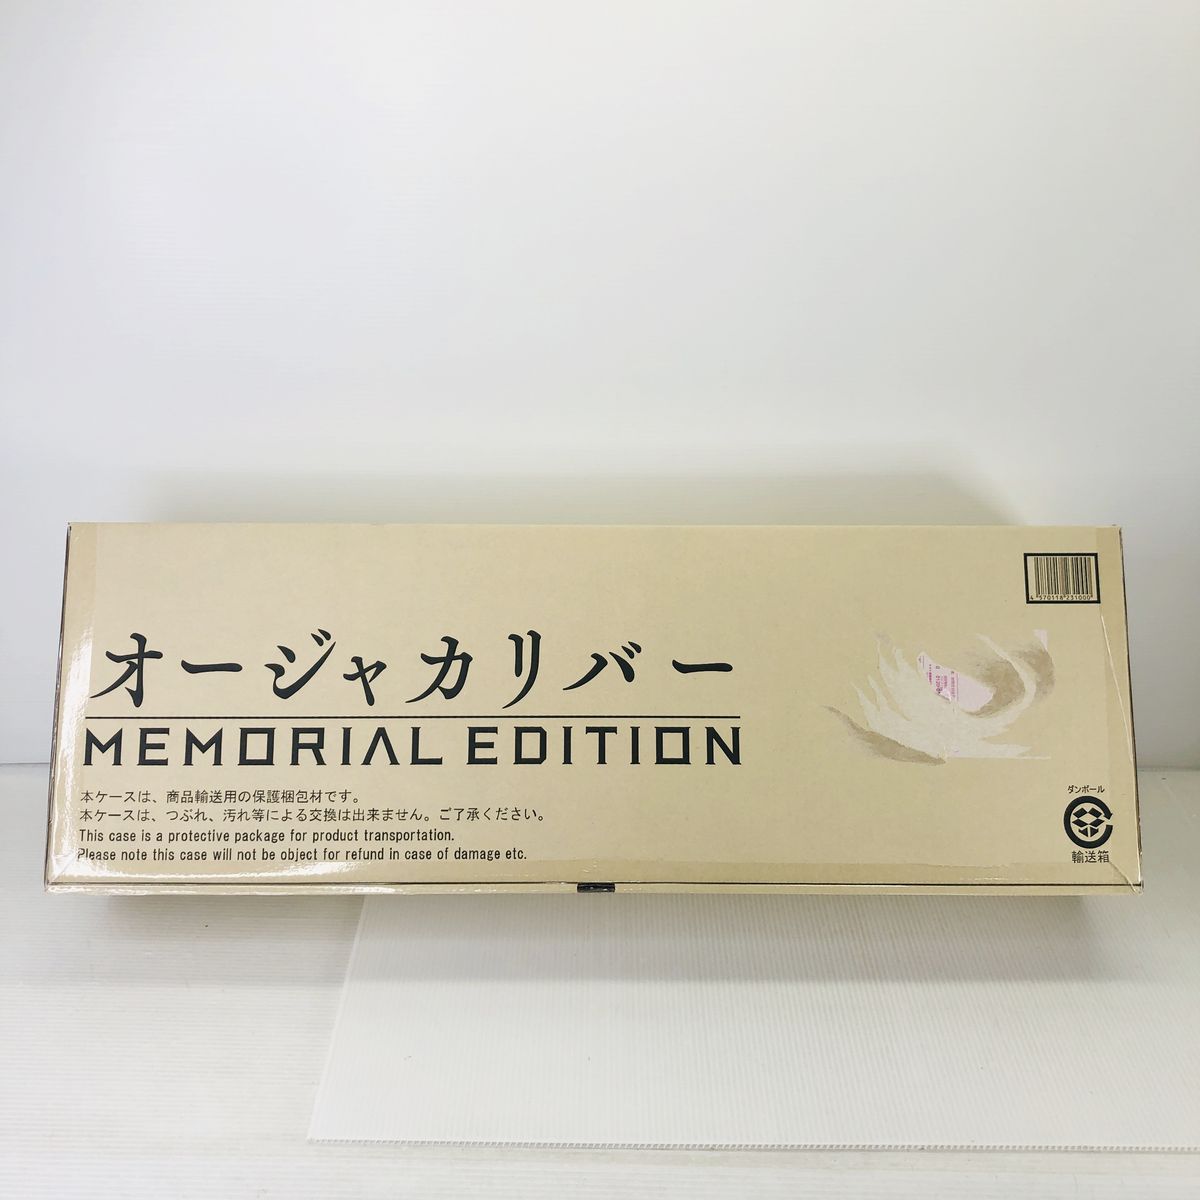 4 570118 231000
オージャカリバー
MEMORIAL EDITION
本ケースは、商品輸送用の保護梱包材です。
本ケースは、つぶれ、汚れ等による交換は出来ません。ご了承ください。
This case is a protective package for product transportation.
Please note this case will not be object for refund in case of damage etc.
ダンボール
輸送箱